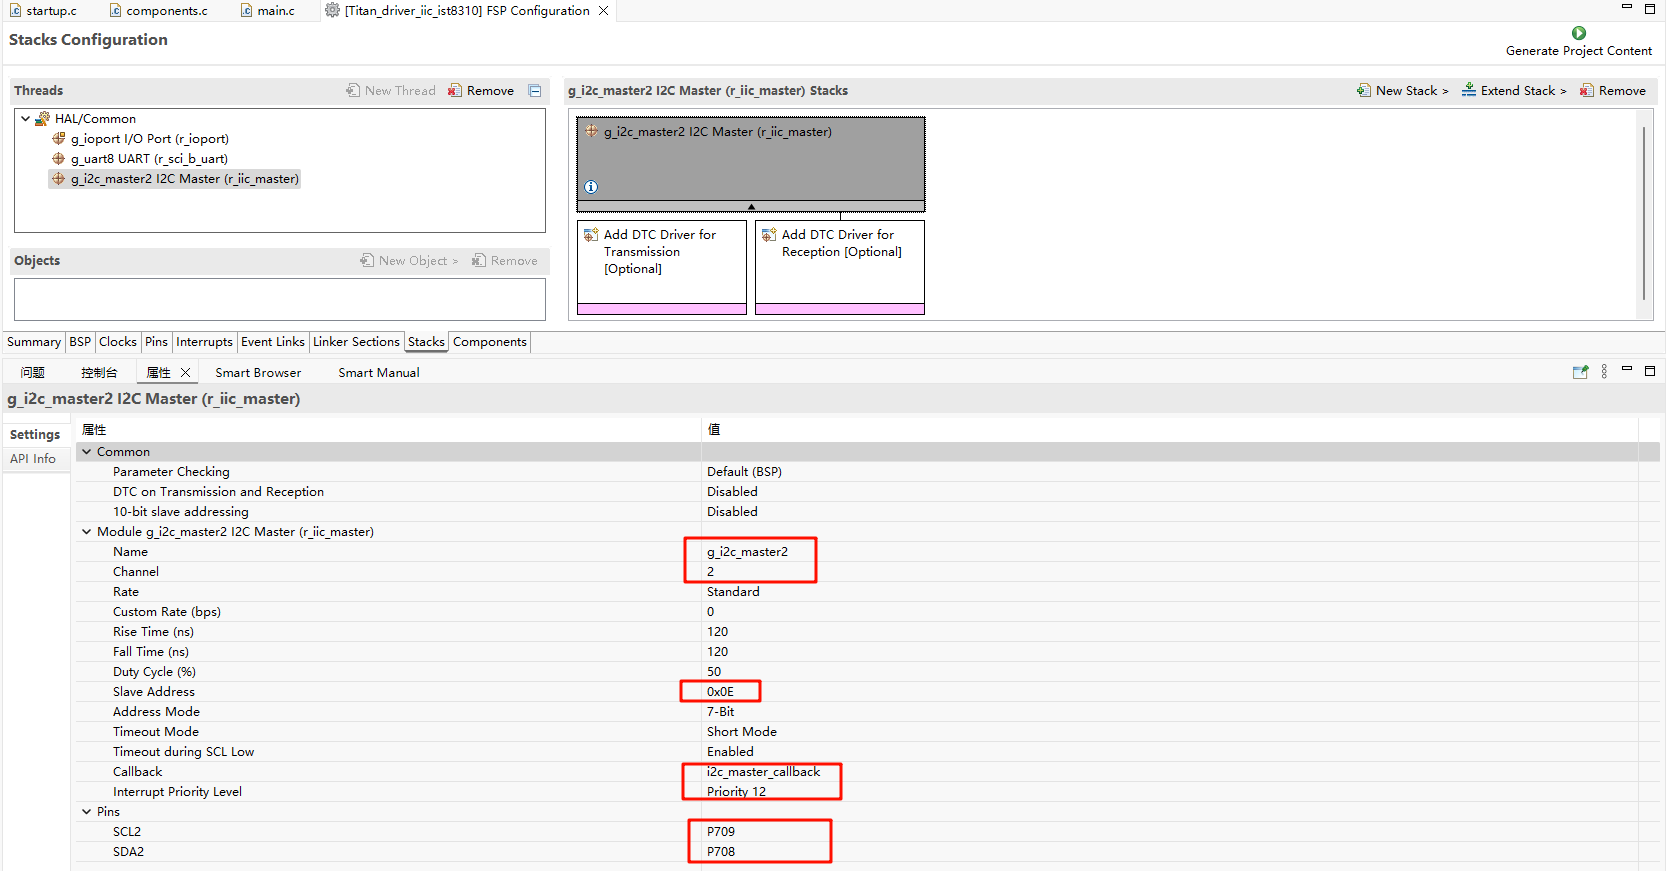 startup.c components.c main.c [Titan_driver_iic_ist8310] FSP Configuration
Stacks Configuration
Generate Project Content
Threads New Thread Remove
HAL/Common
g_ioport I/O Port (r_ioport)
g_uart8 UART (r_sci_b_uart)
g_i2c_master2 I2C Master (r_iic_master)
Objects New Object > Remove
g_i2c_master2 I2C Master (r_iic_master) Stacks New Stack > Extend Stack > Remove
g_i2c_master2 I2C Master (r_iic_master)
Add DTC Driver for
Transmission
[Optional]
Add DTC Driver for
Reception [Optional]
Summary BSP Clocks Pins Interrupts Event Links Linker Sections Stacks Components
问题 控制台 属性 Smart Browser Smart Manual
g_i2c_master2 I2C Master (r_iic_master)
Settings
API Info
属性 值
Common
Parameter Checking Default (BSP)
DTC on Transmission and Reception Disabled
10-bit slave addressing Disabled
Module g_i2c_master2 I2C Master (r_iic_master)
Name g_i2c_master2
Channel 2
Rate Standard
Custom Rate (bps) 0
Rise Time (ns) 120
Fall Time (ns) 120
Duty Cycle (%) 50
Slave Address 0x0E
Address Mode 7-Bit
Timeout Mode Short Mode
Timeout during SCL Low Enabled
Callback i2c_master_callback
Interrupt Priority Level Priority 12
Pins
SCL2 P709
SDA2 P708